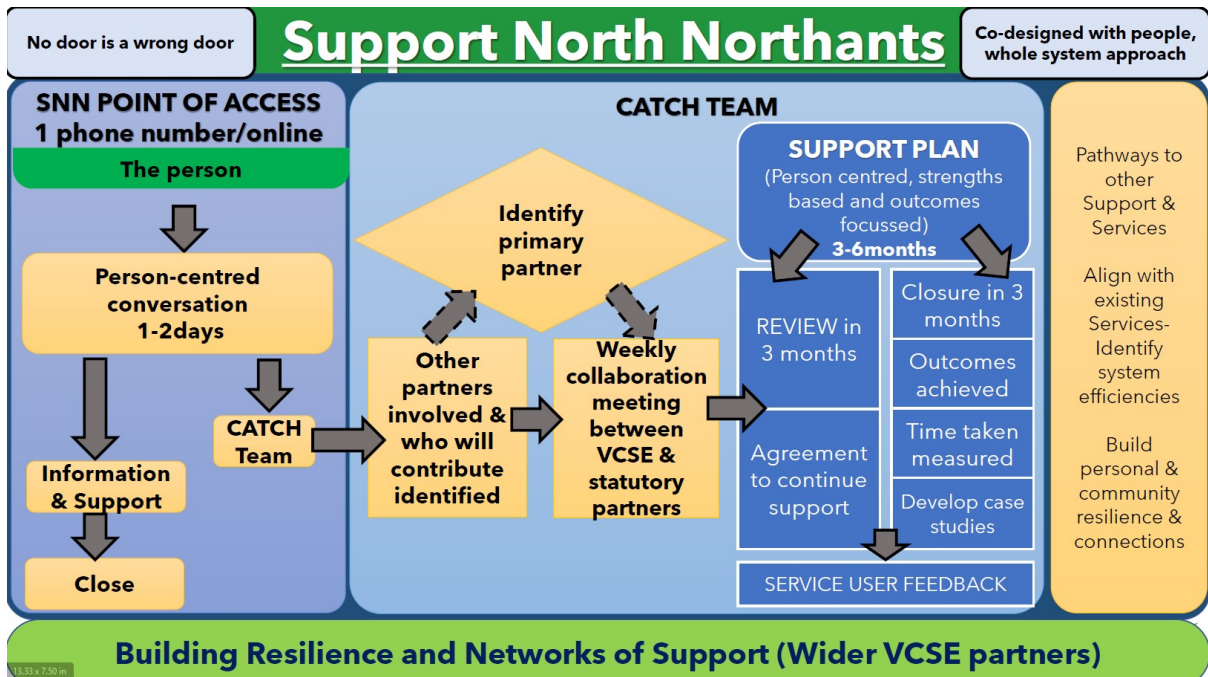 No door is a wrong door
Support North Northants
Co-designed with people,
whole system approach
SNN POINT OF ACCESS
1 phone number/online
The person
Person-centred
conversation
1-2days
CATCH
Team
Information
& Support
Close
CATCH TEAM
Identify
primary
partner
Other
partners
involved &
who will
contribute
identified
Weekly
collaboration
meeting
between
VCSE &
statutory
partners
SUPPORT PLAN
(Person centred, strengths
based and outcomes
focussed)
3-6months
REVIEW in
3 months
Agreement
to continue
support
Closure in 3
months
Outcomes
achieved
Time taken
measured
Develop case
studies
SERVICE USER FEEDBACK
Pathways to
other
Support &
Services
Align with
existing
Services-
Identify
system
efficiencies
Build
personal &
community
resilience &
connections
Building Resilience and Networks of Support (Wider VCSE partners)
13.33 x 7.50 in